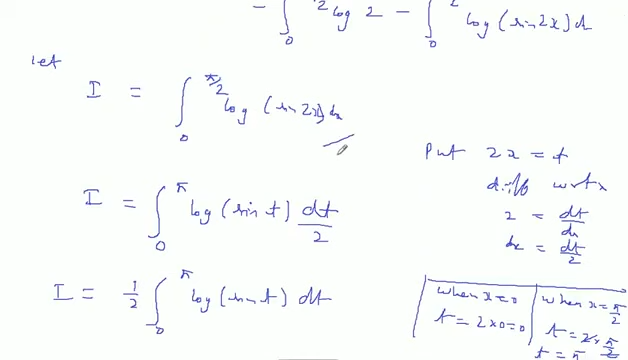 - ∫₀^{π/2} log 2 - ∫₀^{π/2} log (sin 2x) d
Let
I = ∫₀^{π/2} log (sin 2x) dx
Put 2x = t
diff wrt x
I = ∫₀^{π} log (sin t) dt/2
2 = dt/dx
dx = dt/2
I = 1/2 ∫₀^{π} log (sin t) dt
when x=0
t = 2×0=0
when x = π/2
t = 2×π/2
t = π